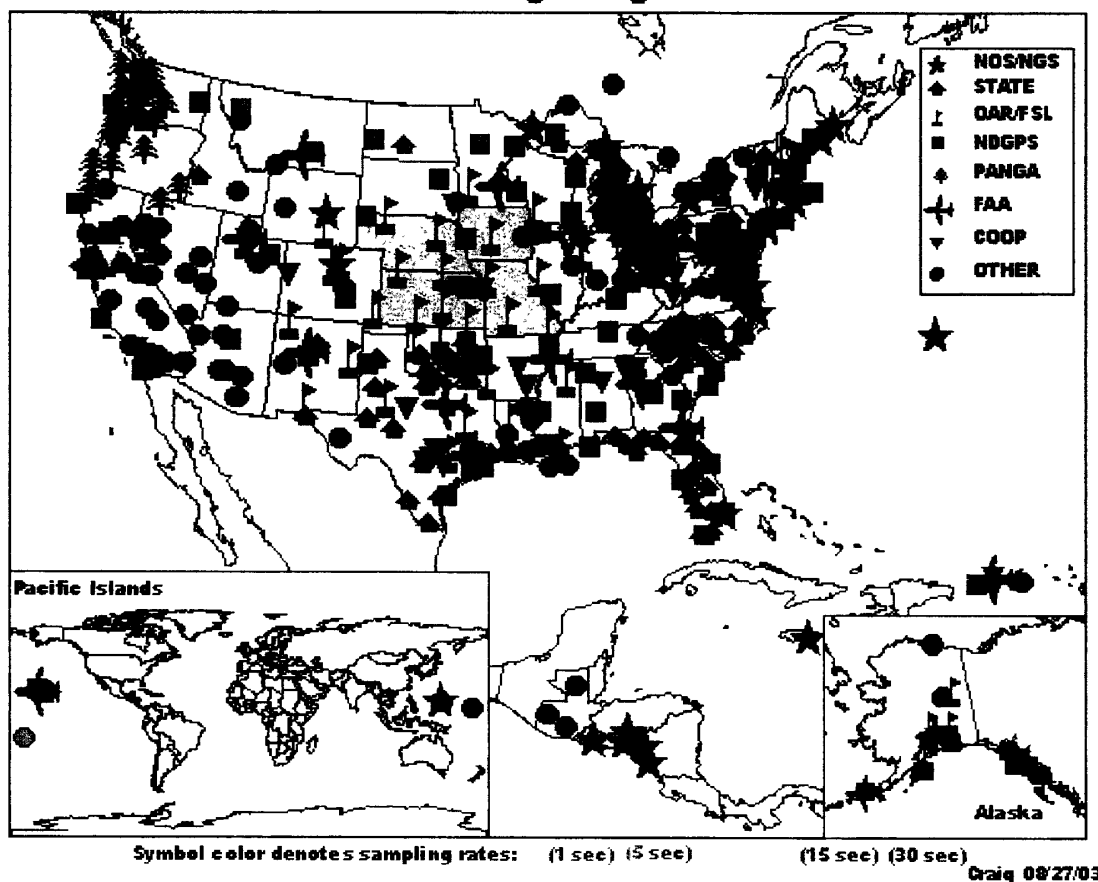 NOS/NGS
STATE
OAR/FSL
NDGPS
PANGA
FAA
COOP
OTHER
Pacific Islands
Alaska
Symbol color denotes sampling rates: (1 sec) (5 sec) (15 sec) (30 sec)
Craig 08/27/03